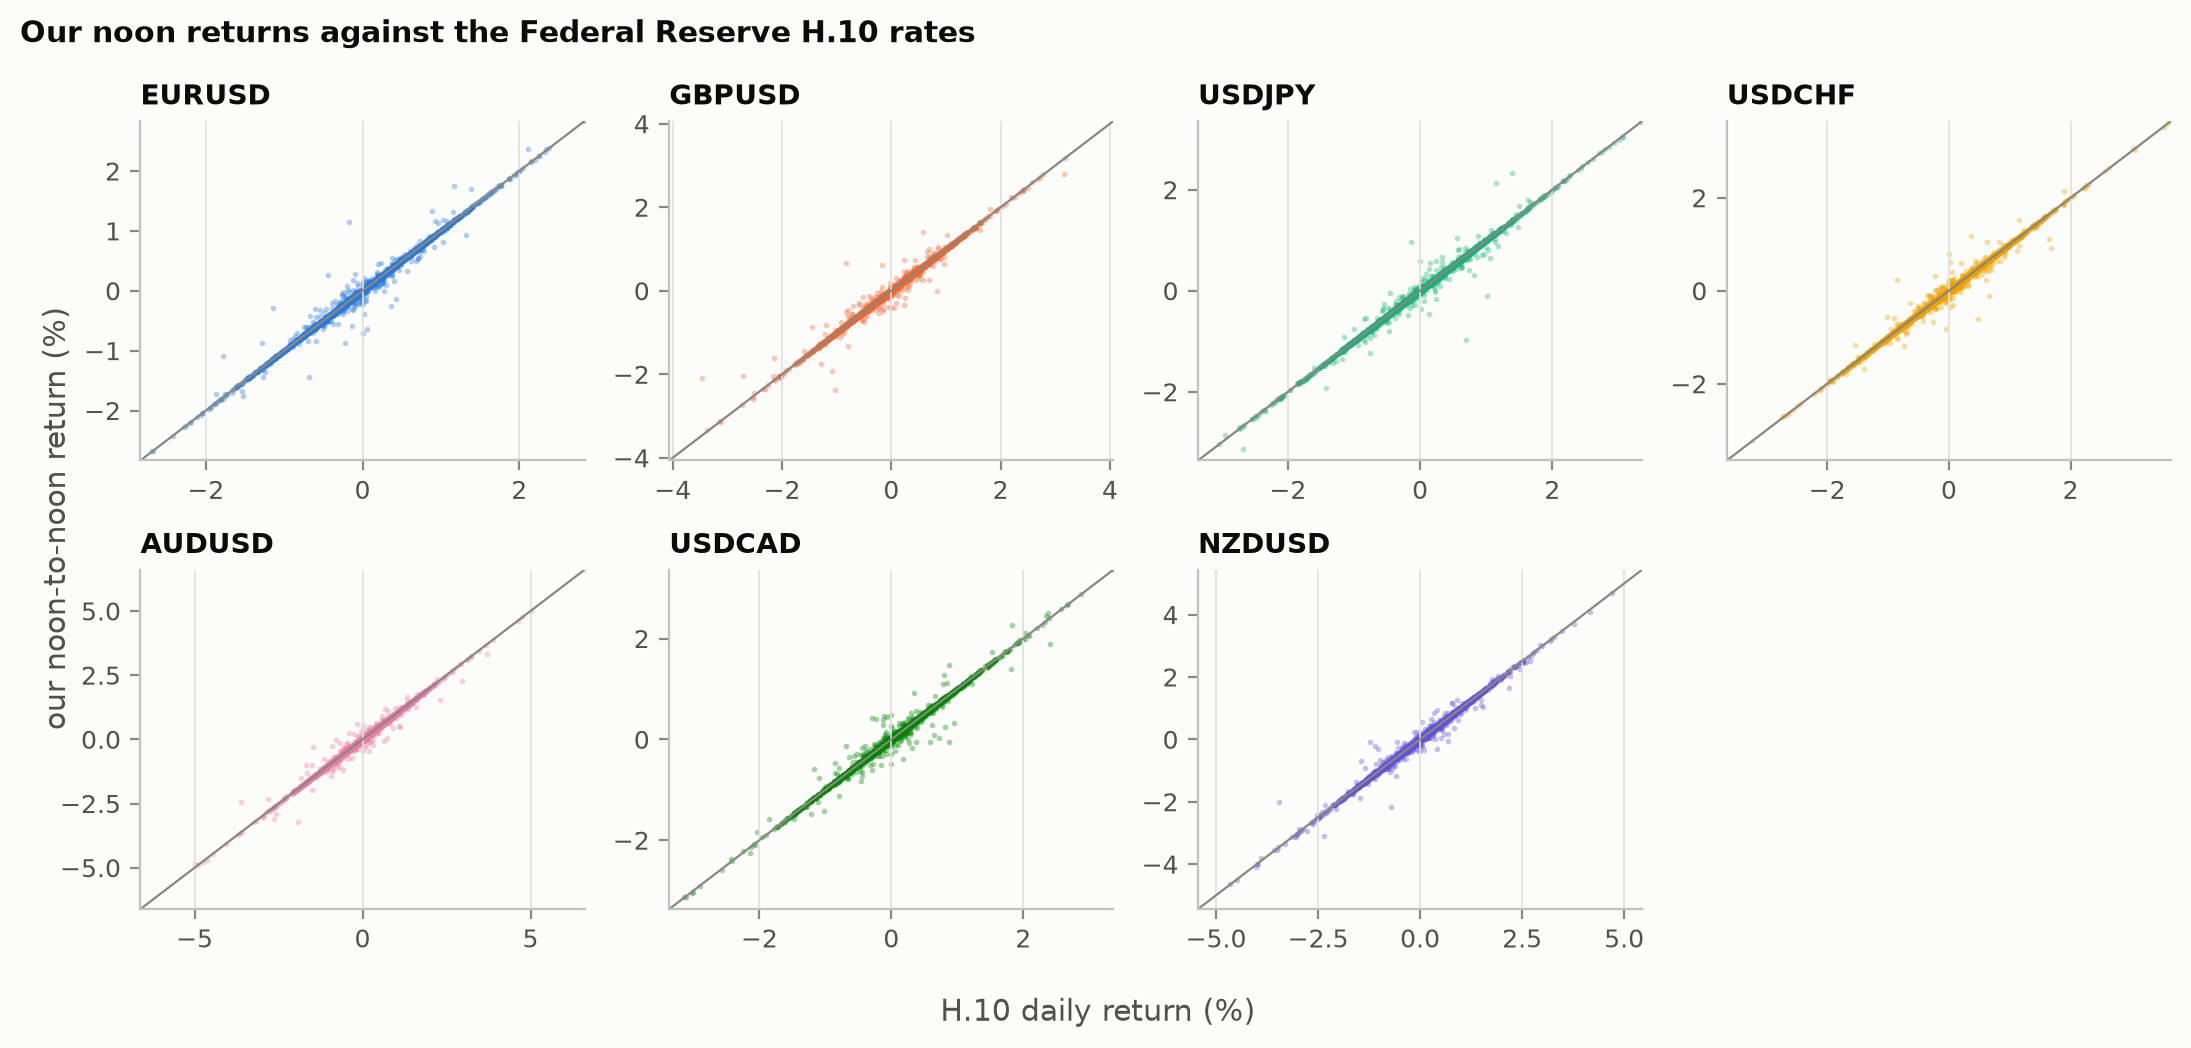 Our noon returns against the Federal Reserve H.10 rates
EURUSD
2
1
0
−1
−2
−2 0 2
GBPUSD
4
2
0
−2
−4
−4 −2 0 2 4
USDJPY
2
0
−2
−2 0 2
USDCHF
2
0
−2
−2 0 2
our noon-to-noon return (%)
AUDUSD
5.0
2.5
0.0
−2.5
−5.0
−5 0 5
USDCAD
2
0
−2
−2 0 2
NZDUSD
4
2
0
−2
−4
−5.0 −2.5 0.0 2.5 5.0
H.10 daily return (%)